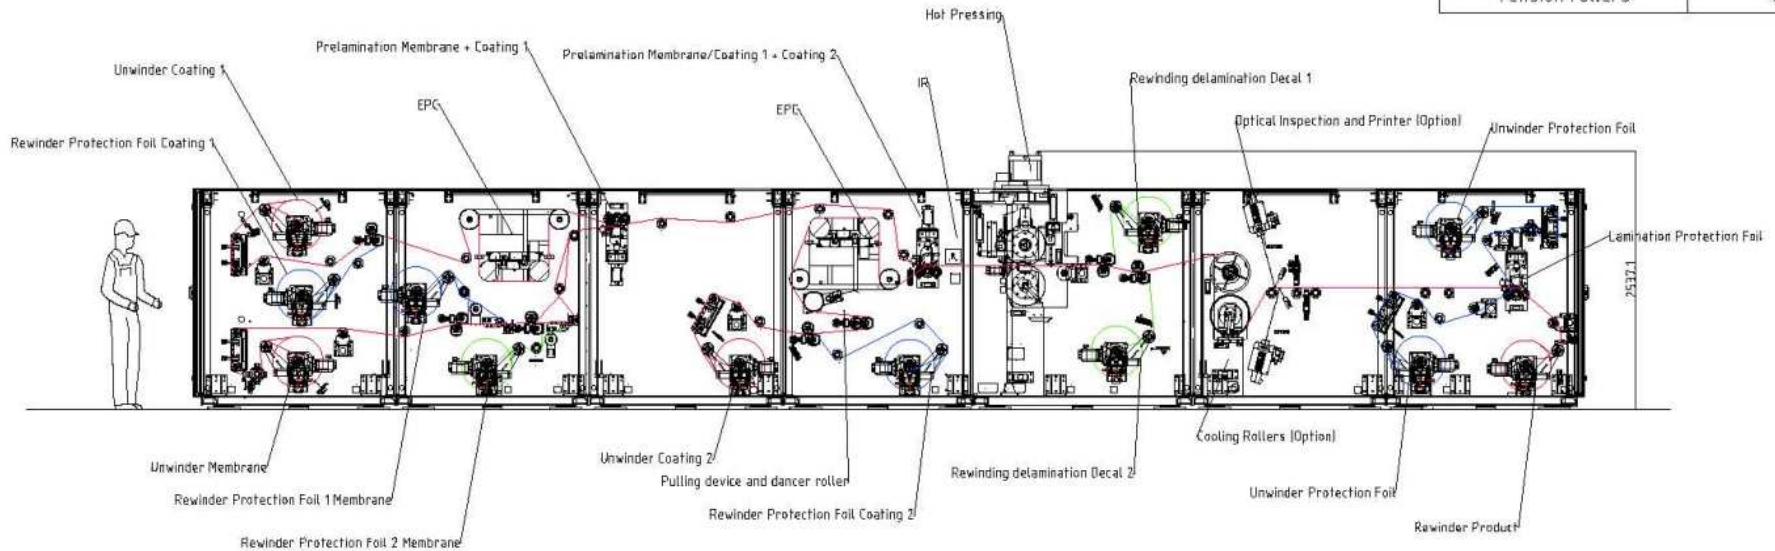 Hot Pressing
Prelamination Membrane + Coating 1
Prelamination Membrane/Coating 1 + Coating 2
Unwinder Coating 1
IR
Rewinding delamination Decal 1
EPC
EPC
Optical Inspection and Printer (Option)
Unwinder Protection Foil
Rewinder Protection Foil Coating 1
Lamination Protection Foil
2537.1
Cooling Rollers (Option)
Unwinder Membrane
Unwinder Coating 2
Rewinding delamination Decal 2
Pulling device and dancer roller
Unwinder Protection Foil
Rewinder Protection Foil 1 Membrane
Rewinder Protection Foil Coating 2
Rewinder Product
Rewinder Protection Foil 2 Membrane